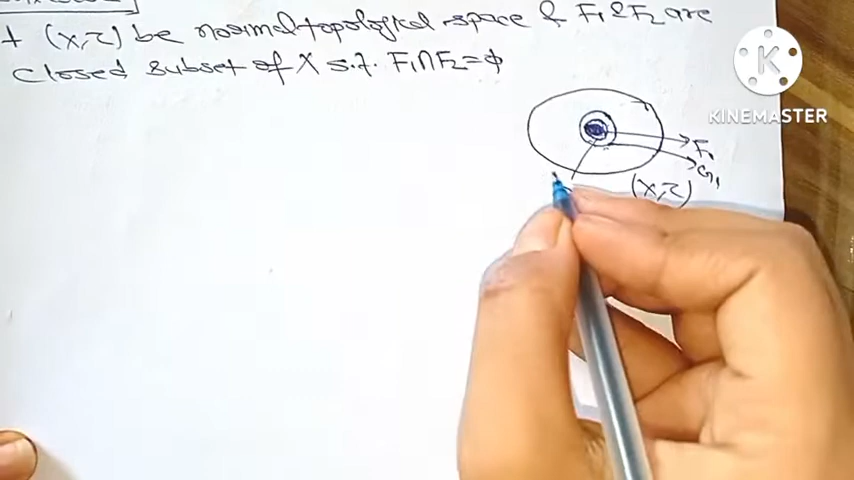 t (X,τ) be normal topological space & F₁ & F₂ are
closed subset of X s.t. F₁∩F₂=ϕ
K
KINEMASTER
F₁
G₁
(X,τ)